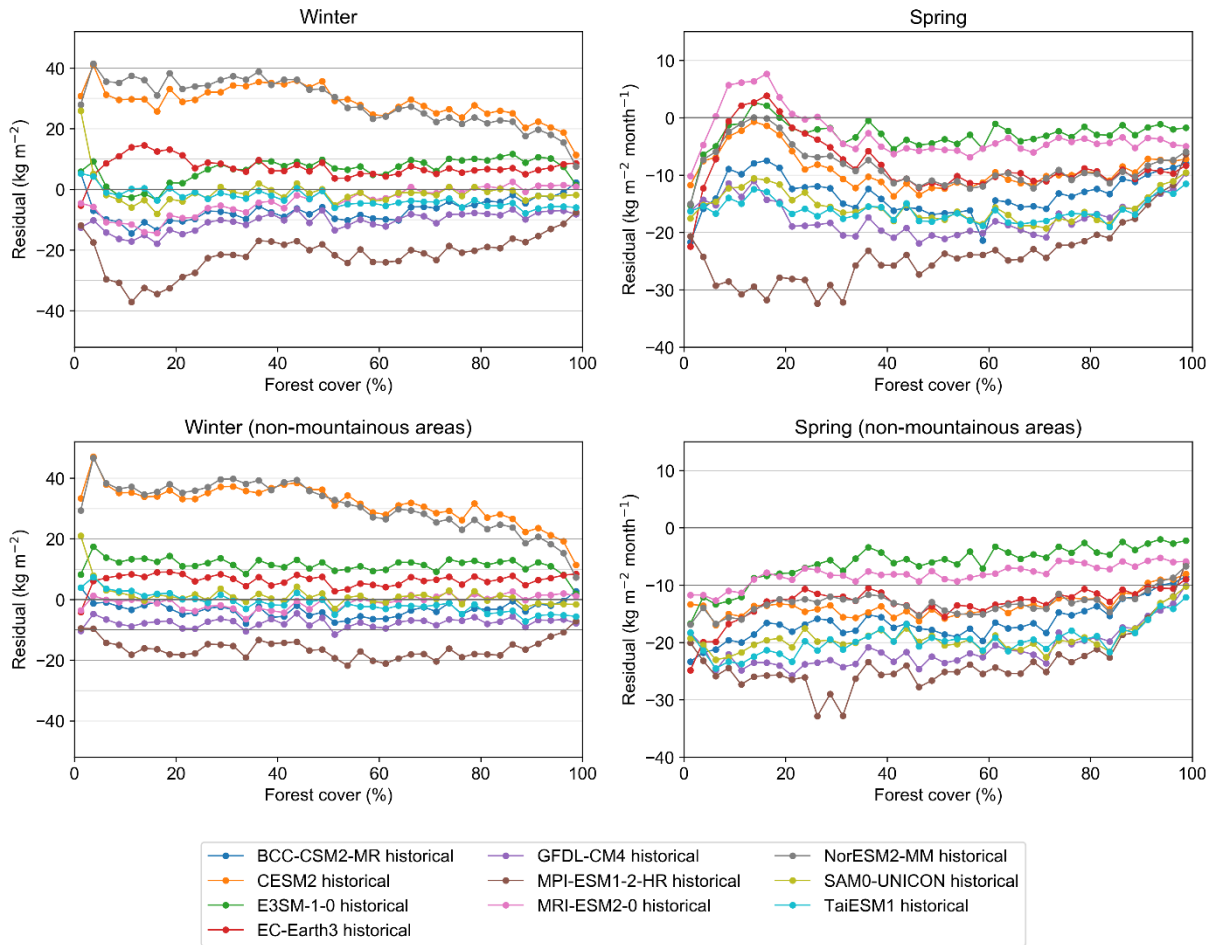 Winter
Residual (kg m⁻²)
40
20
0
−20
−40
0 20 40 60 80 100
Forest cover (%)
Spring
Residual (kg m⁻² month⁻¹)
10
0
−10
−20
−30
−40
0 20 40 60 80 100
Forest cover (%)
Winter (non-mountainous areas)
Residual (kg m⁻²)
40
20
0
−20
−40
0 20 40 60 80 100
Forest cover (%)
Spring (non-mountainous areas)
Residual (kg m⁻² month⁻¹)
10
0
−10
−20
−30
−40
0 20 40 60 80 100
Forest cover (%)
BCC-CSM2-MR historical
CESM2 historical
E3SM-1-0 historical
EC-Earth3 historical
GFDL-CM4 historical
MPI-ESM1-2-HR historical
MRI-ESM2-0 historical
NorESM2-MM historical
SAM0-UNICON historical
TaiESM1 historical